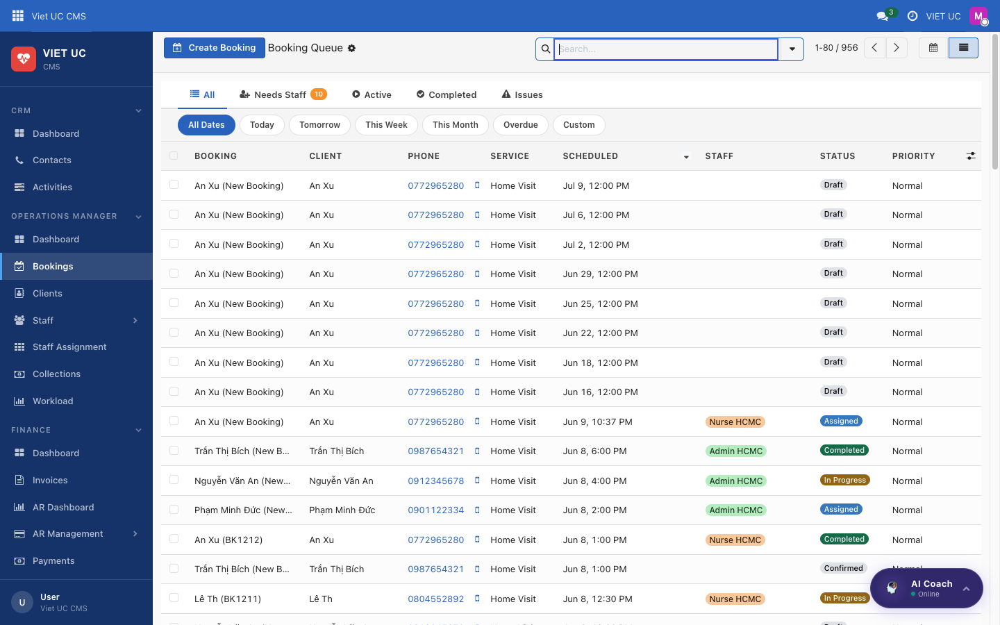 Viet UC CMS
3
VIET UC
M
VIET UC
CMS
CRM
Dashboard
Contacts
Activities
OPERATIONS MANAGER
Dashboard
Bookings
Clients
Staff
Staff Assignment
Collections
Workload
FINANCE
Dashboard
Invoices
AR Dashboard
AR Management
Payments
U
User
Viet UC CMS
Create Booking
Booking Queue
Search...
1-80 / 956
All
Needs Staff 10
Active
Completed
Issues
All Dates
Today
Tomorrow
This Week
This Month
Overdue
Custom
BOOKING CLIENT PHONE SERVICE SCHEDULED STAFF STATUS PRIORITY
An Xu (New Booking) An Xu 0772965280 Home Visit Jul 9, 12:00 PM Draft Normal
An Xu (New Booking) An Xu 0772965280 Home Visit Jul 6, 12:00 PM Draft Normal
An Xu (New Booking) An Xu 0772965280 Home Visit Jul 2, 12:00 PM Draft Normal
An Xu (New Booking) An Xu 0772965280 Home Visit Jun 29, 12:00 PM Draft Normal
An Xu (New Booking) An Xu 0772965280 Home Visit Jun 25, 12:00 PM Draft Normal
An Xu (New Booking) An Xu 0772965280 Home Visit Jun 22, 12:00 PM Draft Normal
An Xu (New Booking) An Xu 0772965280 Home Visit Jun 18, 12:00 PM Draft Normal
An Xu (New Booking) An Xu 0772965280 Home Visit Jun 16, 12:00 PM Draft Normal
An Xu (New Booking) An Xu 0772965280 Home Visit Jun 9, 10:37 PM Nurse HCMC Assigned Normal
Trần Thị Bích (New B... Trần Thị Bích 0987654321 Home Visit Jun 8, 6:00 PM Admin HCMC Completed Normal
Nguyễn Văn An (New... Nguyễn Văn An 0912345678 Home Visit Jun 8, 4:00 PM Admin HCMC In Progress Normal
Phạm Minh Đức (New... Phạm Minh Đức 0901122334 Home Visit Jun 8, 2:00 PM Admin HCMC Assigned Normal
An Xu (BK1212) An Xu 0772965280 Home Visit Jun 8, 1:00 PM Nurse HCMC Completed Normal
Trần Thị Bích (New B... Trần Thị Bích 0987654321 Home Visit Jun 8, 1:00 PM Confirmed Normal
Lê Th (BK1211) Lê Th 0804552892 Home Visit Jun 8, 12:30 PM Nurse HCMC In Progress
AI Coach
Online